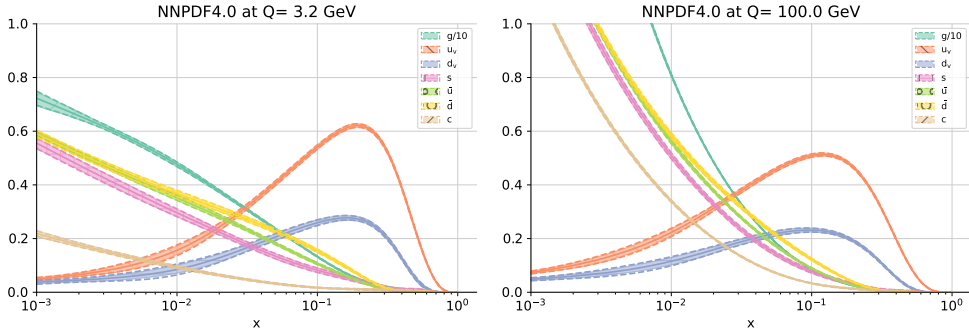 NNPDF4.0 at Q= 3.2 GeV
1.0
0.8
0.6
0.4
0.2
0.0
10⁻³
10⁻²
10⁻¹
10⁰
x
g/10
uᵥ
dᵥ
s
ū
d̄
c
NNPDF4.0 at Q= 100.0 GeV
1.0
0.8
0.6
0.4
0.2
0.0
10⁻³
10⁻²
10⁻¹
10⁰
x
g/10
uᵥ
dᵥ
s
ū
d̄
c